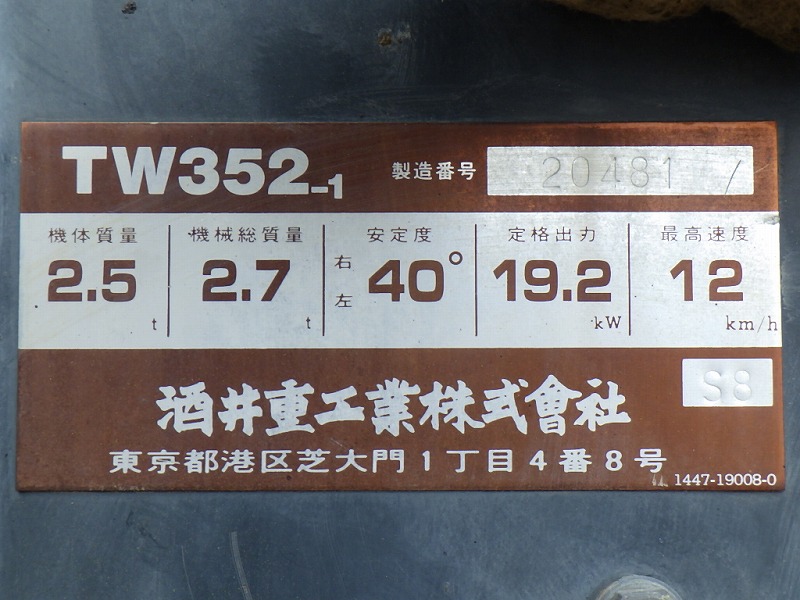 TW352-1 製造番号 20481 /
機体質量 機械総質量 安定度 定格出力 最高速度
2.5 t 2.7 t 右 左 40° 19.2 kW 12 km/h
S8
酒井重工業株式會社
東京都港区芝大門1丁目4番8号
1447-19008-0